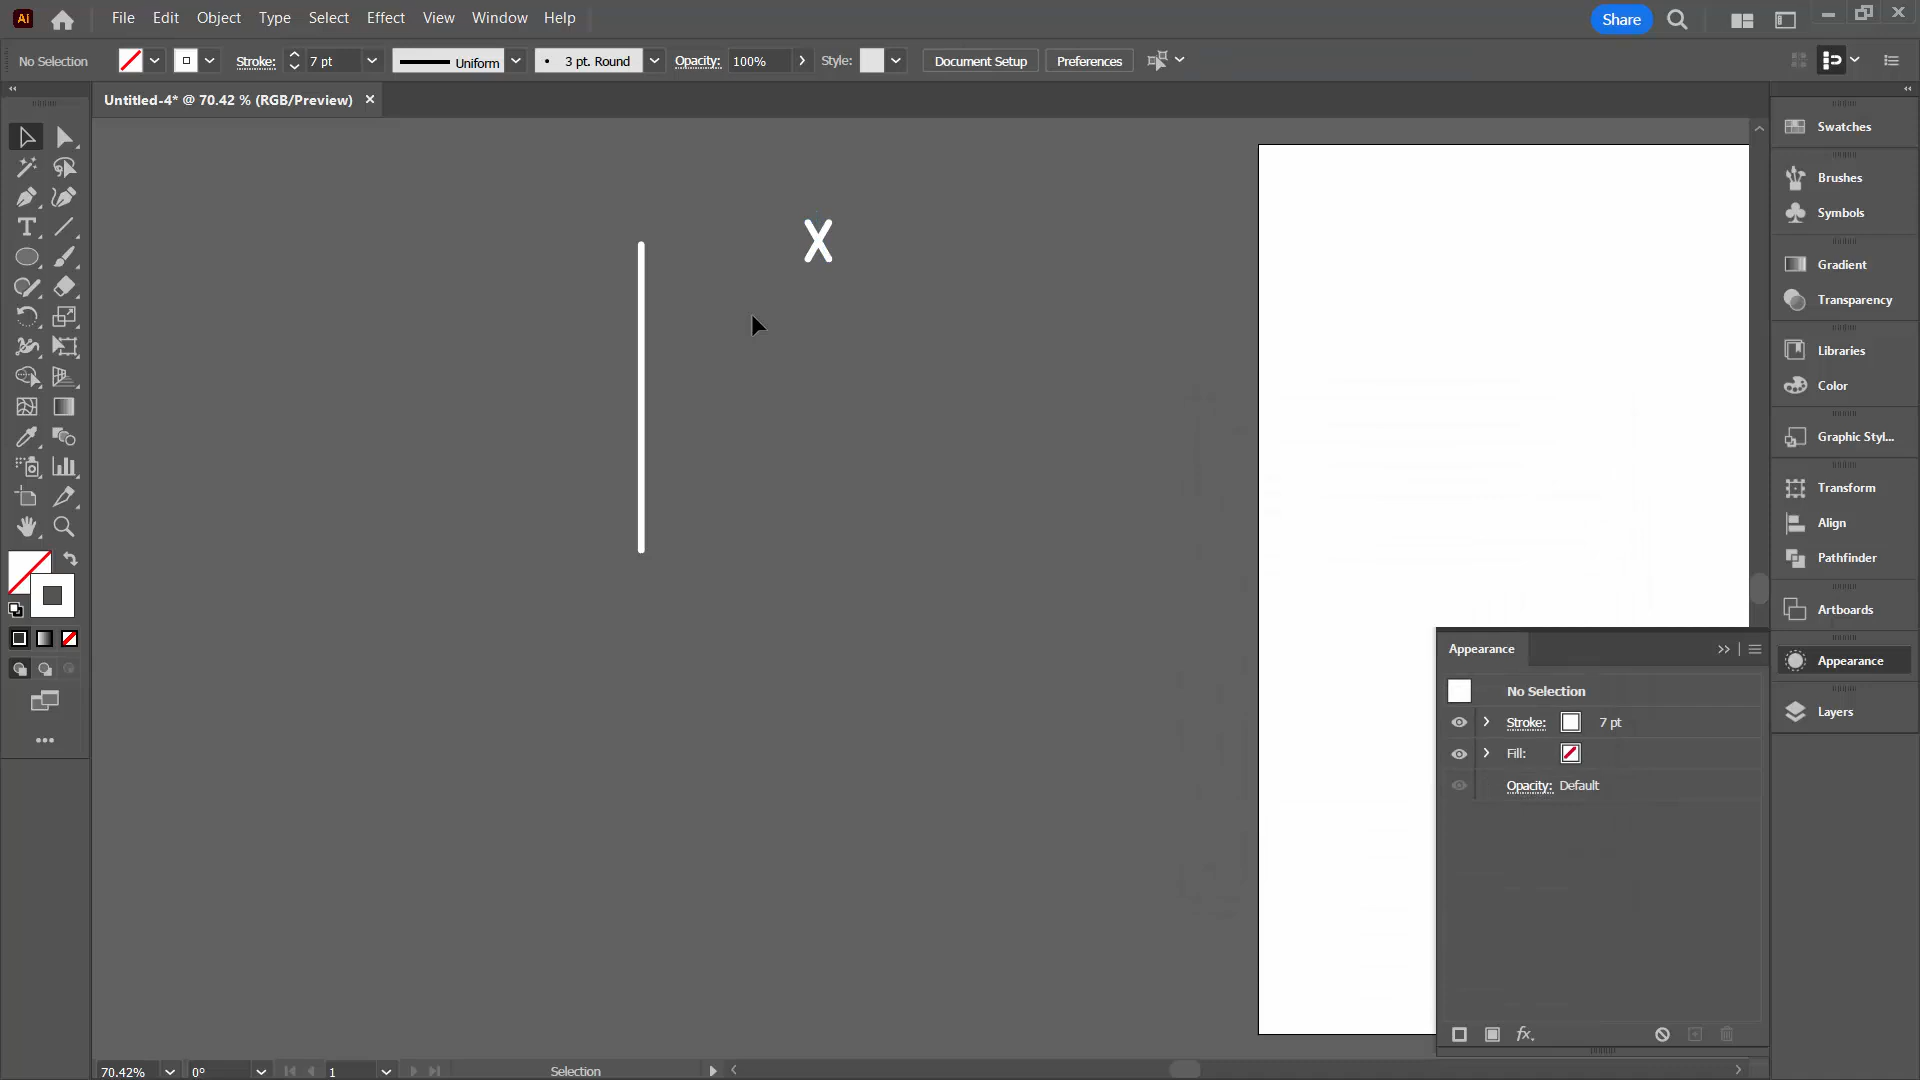 Ai File Edit Object Type Select Effect View Window Help Share
No Selection Stroke: 7 pt Uniform 3 pt. Round Opacity: 100% Style: Document Setup Preferences
Untitled-4* @ 70.42 % (RGB/Preview)
X
Swatches
Brushes
Symbols
Gradient
Transparency
Libraries
Color
Graphic Styl...
Transform
Align
Pathfinder
Artboards
Appearance
Layers
Appearance
No Selection
Stroke: 7 pt
Fill:
Opacity: Default
fx
70.42% 0° 1 Selection